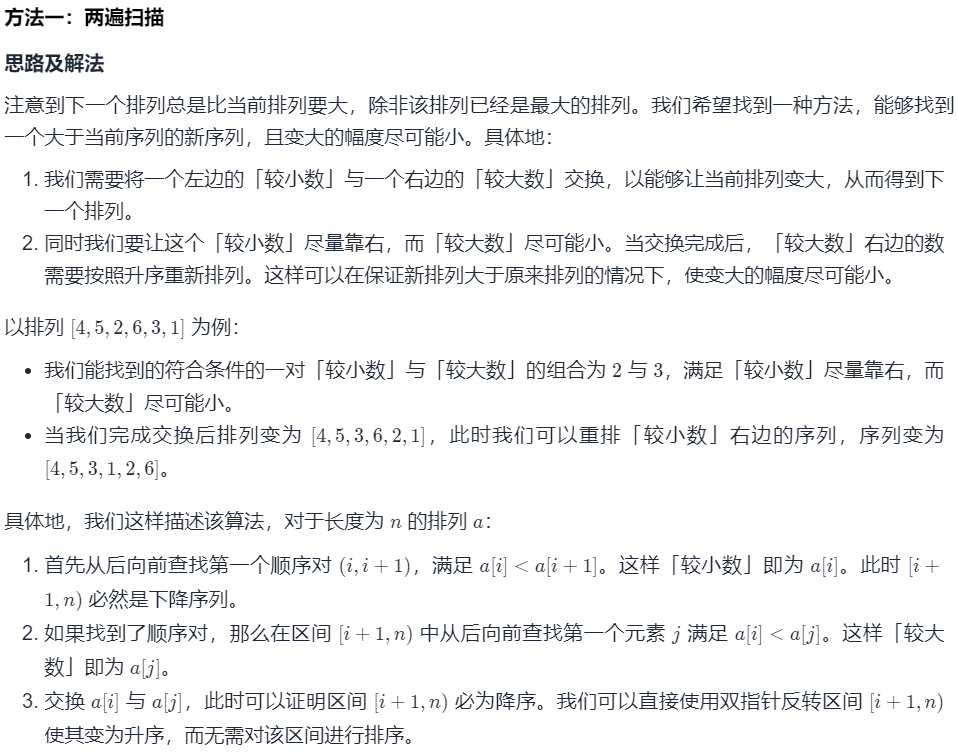 方法一：两遍扫描
思路及解法
注意到下一个排列总是比当前排列要大，除非该排列已经是最大的排列。我们希望找到一种方法，能够找到
一个大于当前序列的新序列，且变大的幅度尽可能小。具体地：
1. 我们需要将一个左边的「较小数」与一个右边的「较大数」交换，以能够让当前排列变大，从而得到下
一个排列。
2. 同时我们要让这个「较小数」尽量靠右，而「较大数」尽可能小。当交换完成后，「较大数」右边的数
需要按照升序重新排列。这样可以在保证新排列大于原来排列的情况下，使变大的幅度尽可能小。
以排列 [4, 5, 2, 6, 3, 1] 为例：
• 我们能找到的符合条件的一对「较小数」与「较大数」的组合为 2 与 3，满足「较小数」尽量靠右，而
「较大数」尽可能小。
• 当我们完成交换后排列变为 [4, 5, 3, 6, 2, 1]，此时我们可以重排「较小数」右边的序列，序列变为
[4, 5, 3, 1, 2, 6]。
具体地，我们这样描述该算法，对于长度为 n 的排列 a：
1. 首先从后向前查找第一个顺序对 (i, i + 1)，满足 a[i] < a[i + 1]。这样「较小数」即为 a[i]。此时 [i +
1, n) 必然是下降序列。
2. 如果找到了顺序对，那么在区间 [i + 1, n) 中从后向前查找第一个元素 j 满足 a[i] < a[j]。这样「较大
数」即为 a[j]。
3. 交换 a[i] 与 a[j]，此时可以证明区间 [i + 1, n) 必为降序。我们可以直接使用双指针反转区间 [i + 1, n)
使其变为升序，而无需对该区间进行排序。